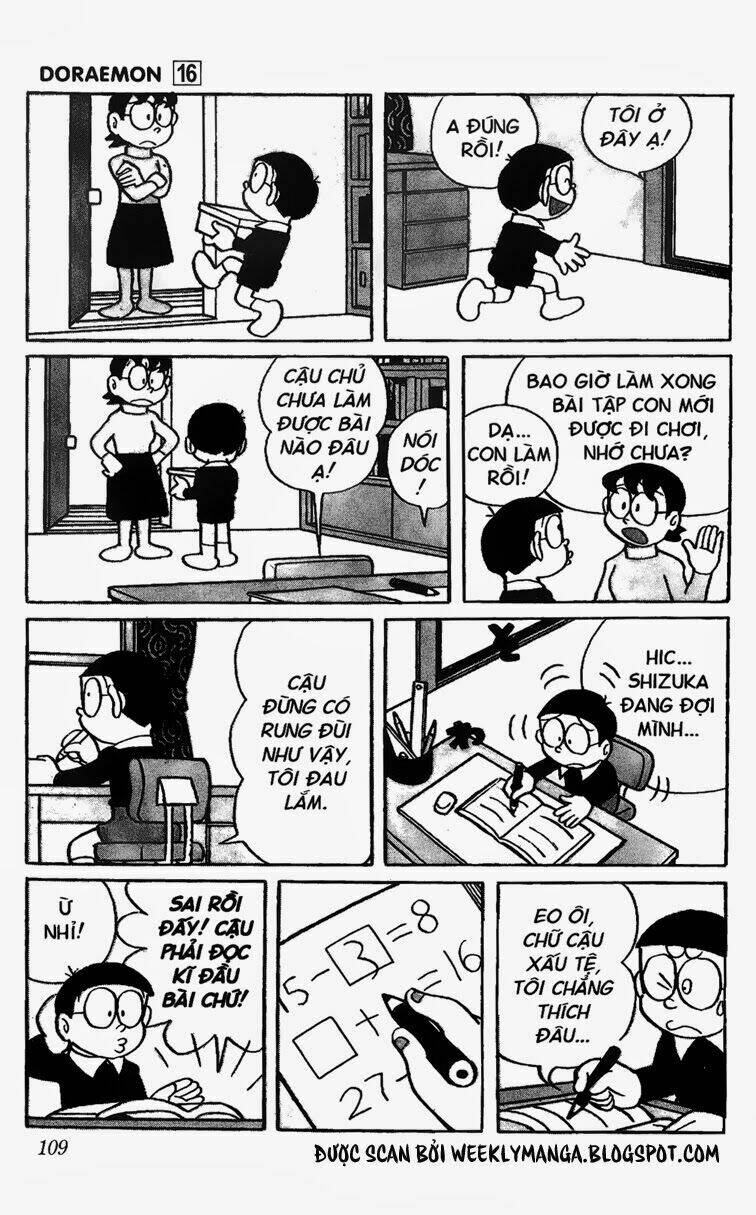 DORAEMON 16
A ĐÚNG
RỒI!
TÔI Ở
ĐÂY Ạ!
CẬU CHỦ
CHƯA LÀM
ĐƯỢC BÀI
NÀO ĐÂU
Ạ!
NÓI
DÓC
!
BAO GIỜ LÀM XONG
BÀI TẬP CON MỚI
ĐƯỢC ĐI CHƠI,
NHỚ CHƯA?
DẠ...
CON LÀM
RỒI!
CẬU
ĐỪNG CÓ
RUNG ĐÙI
NHƯ VẬY,
TÔI ĐAU
LẮM.
HIC...
SHIZUKA
ĐANG ĐỢI
MÌNH...
Ừ
NHỈ!
SAI RỒI
ĐẤY! CẬU
PHẢI ĐỌC
KĨ ĐẦU
BÀI CHỨ!
15-3=8
+ =16
27-
EO ÔI,
CHỮ CẬU
XẤU TỆ,
TÔI CHẲNG
THÍCH
ĐÂU...
109
ĐƯỢC SCAN BỞI WEEKLYMANGA.BLOGSPOT.COM